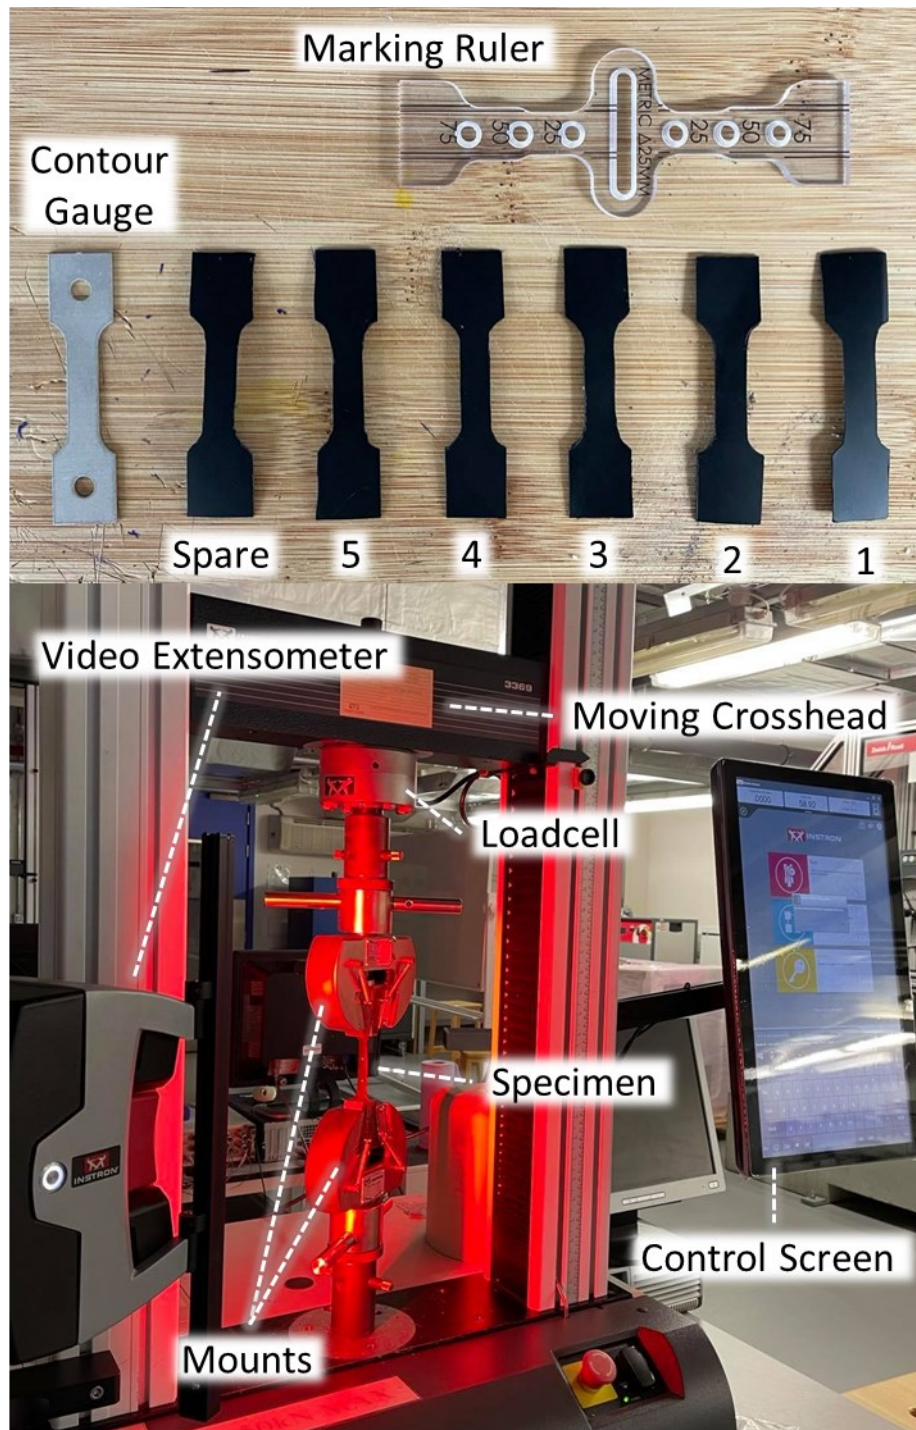 Marking Ruler
METRIC Δ25MM
75 50 25 25 50 75
Contour
Gauge
Spare 5 4 3 2 1
Video Extensometer
3369
Moving Crosshead
Loadcell
INSTRON
Specimen
INSTRON
Control Screen
Mounts